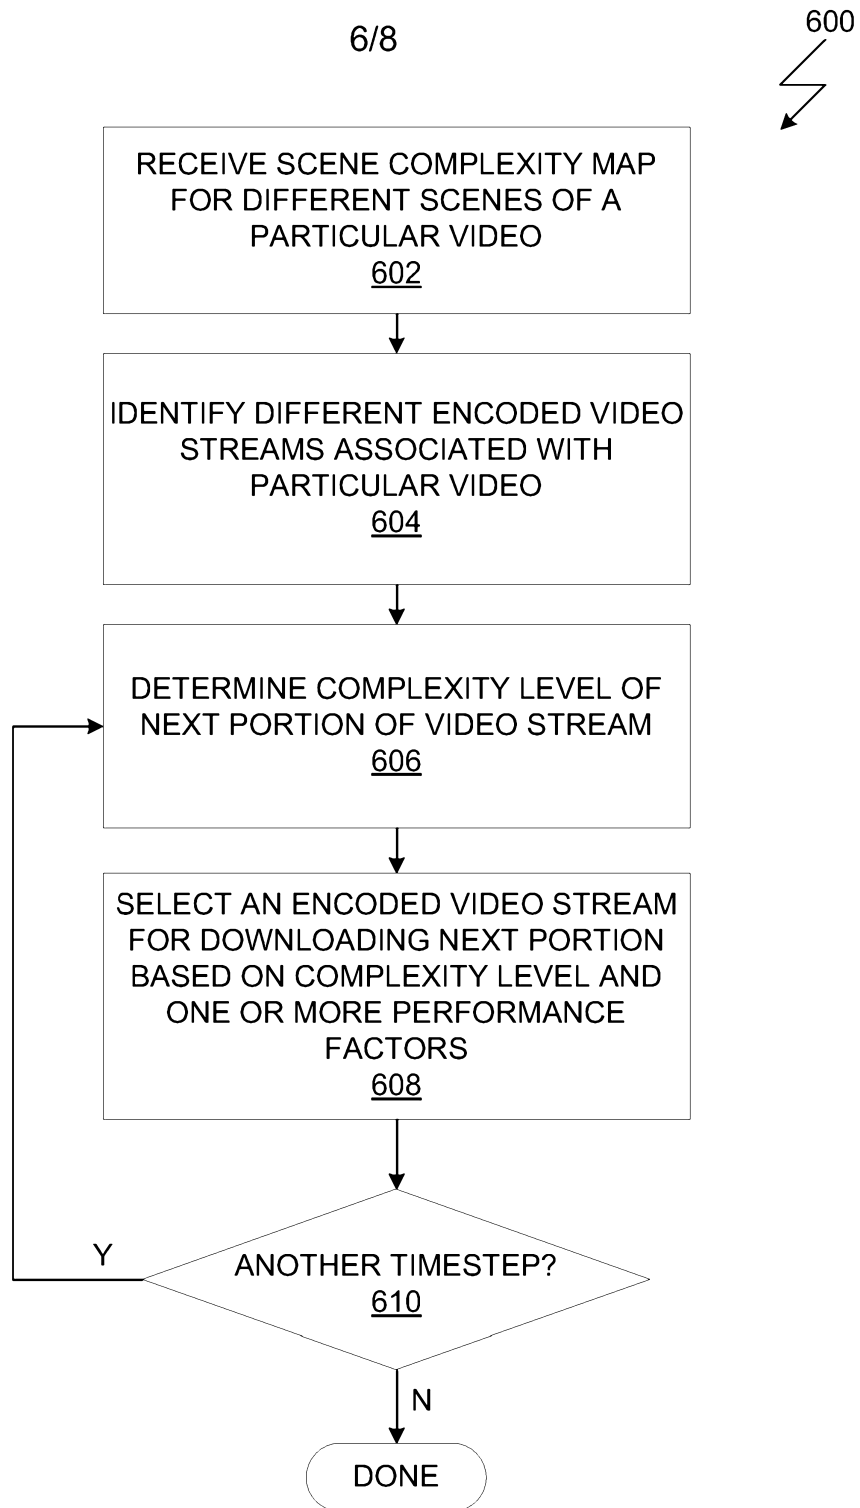 6/8
600
RECEIVE SCENE COMPLEXITY MAP
FOR DIFFERENT SCENES OF A
PARTICULAR VIDEO
602
IDENTIFY DIFFERENT ENCODED VIDEO
STREAMS ASSOCIATED WITH
PARTICULAR VIDEO
604
DETERMINE COMPLEXITY LEVEL OF
NEXT PORTION OF VIDEO STREAM
606
SELECT AN ENCODED VIDEO STREAM
FOR DOWNLOADING NEXT PORTION
BASED ON COMPLEXITY LEVEL AND
ONE OR MORE PERFORMANCE
FACTORS
608
Y
ANOTHER TIMESTEP?
610
N
DONE